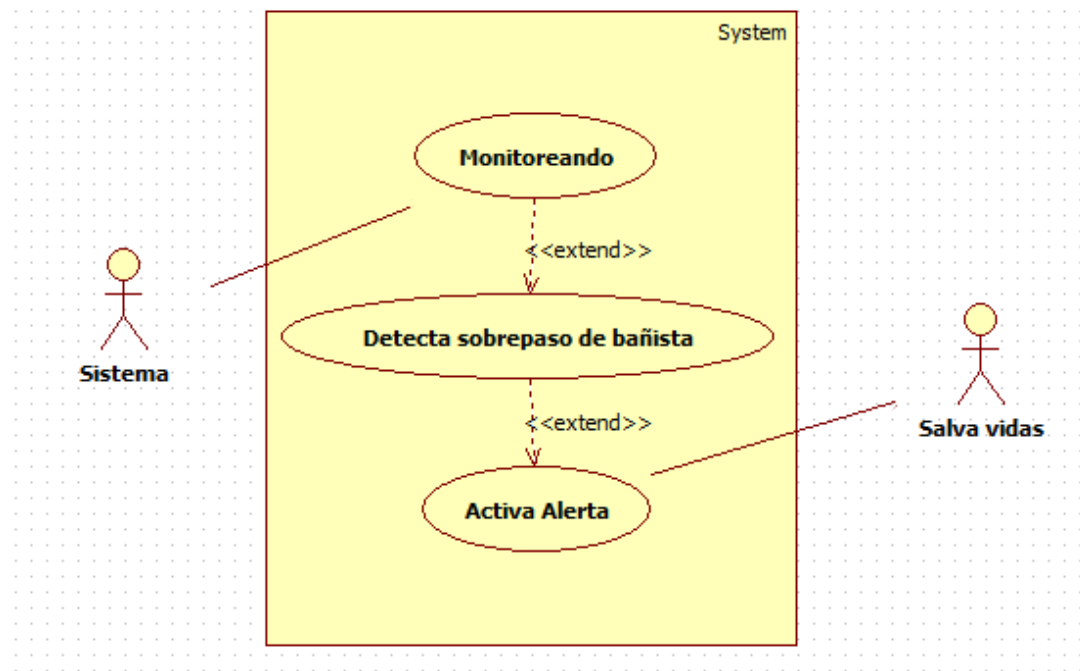 System
Monitoreando
<<extend>>
Detecta sobrepaso de bañista
Sistema
<<extend>>
Salva vidas
Activa Alerta